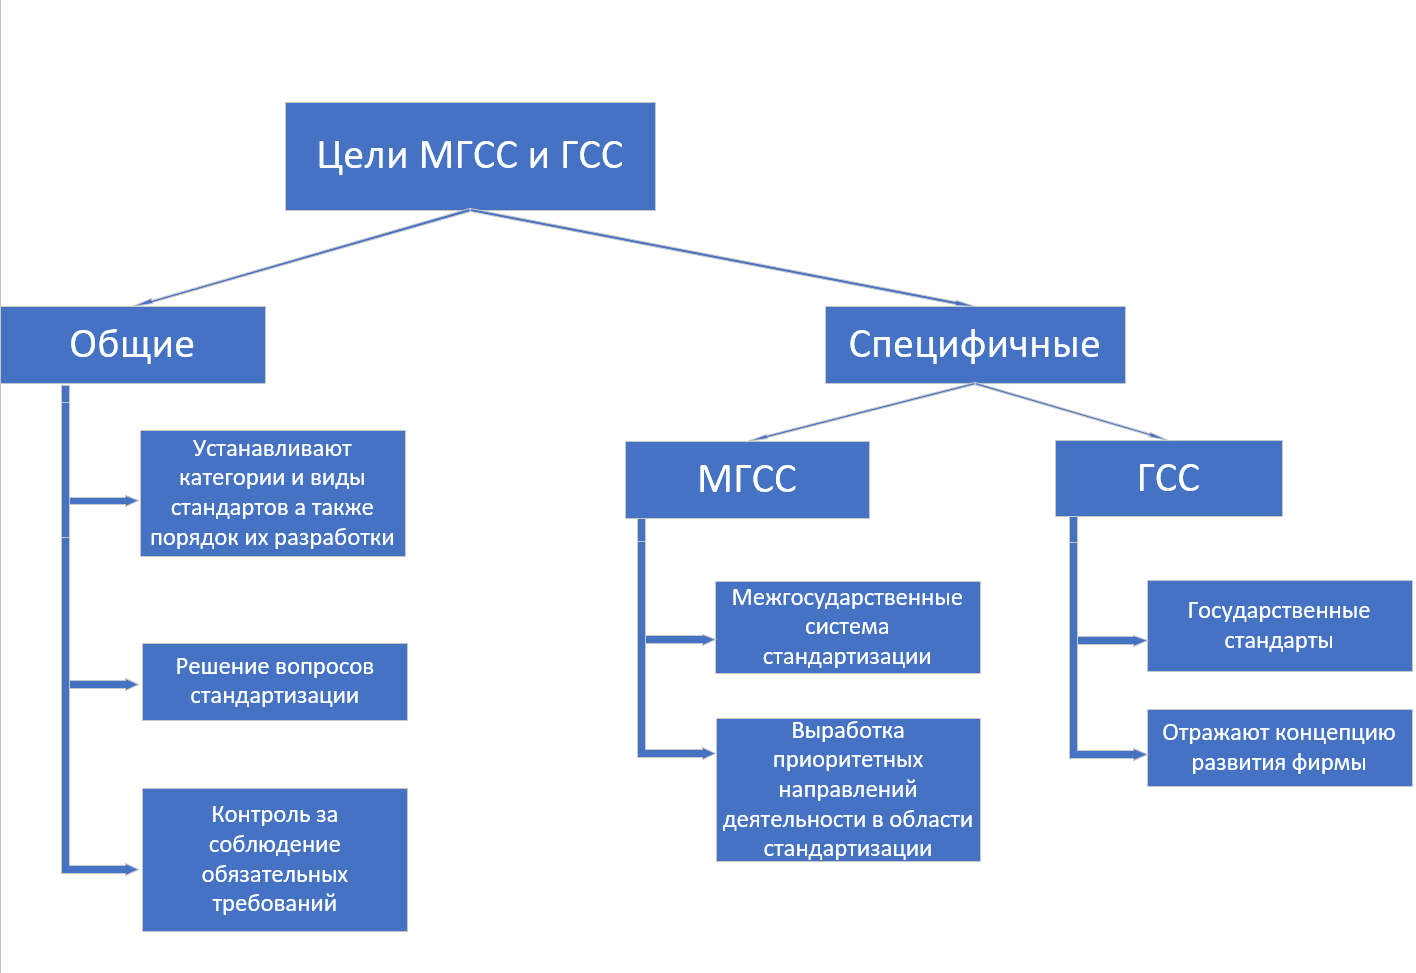 Цели МГСС и ГСС
Общие
Устанавливают
категории и виды
стандартов а также
порядок их разработки
Решение вопросов
стандартизации
Контроль за
соблюдение
обязательных
требований
Специфичные
МГСС
Межгосударственные
система
стандартизации
Выработка
приоритетных
направлений
деятельности в области
стандартизации
ГСС
Государственные
стандарты
Отражают концепцию
развития фирмы